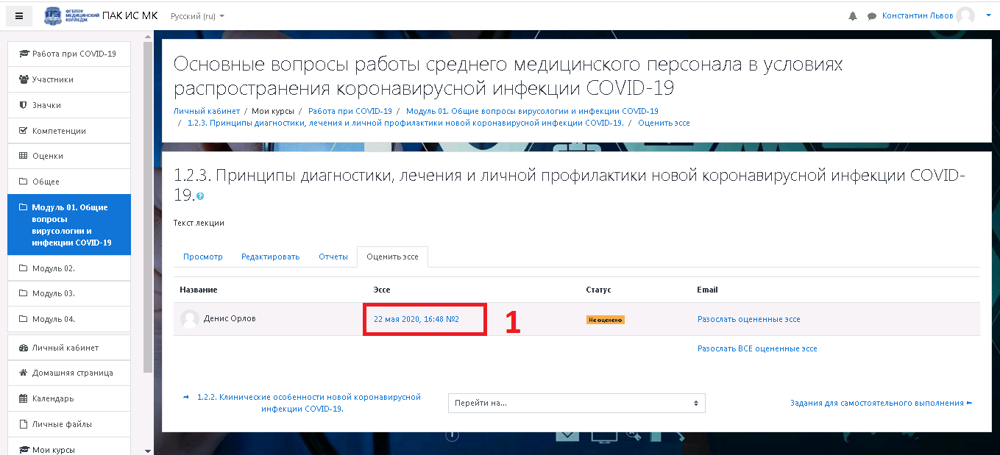 ФГБПОУ
МЕДИЦИНСКИЙ
КОЛЛЕДЖ
ПАК ИС МК
Русский (ru)
Константин Львов
Работа при COVID-19
Участники
Значки
Компетенции
Оценки
Общее
Модуль 01. Общие
вопросы
вирусологии и
инфекции COVID-19
Модуль 02.
Модуль 03.
Модуль 04.
Личный кабинет
Домашняя страница
Календарь
Личные файлы
Мои курсы
Основные вопросы работы среднего медицинского персонала в условиях
распространения коронавирусной инфекции COVID-19
Личный кабинет / Мои курсы / Работа при COVID-19 / Модуль 01. Общие вопросы вирусологии и инфекции COVID-19
/ 1.2.3. Принципы диагностики, лечения и личной профилактики новой коронавирусной инфекции COVID-19. / Оценить эссе
1.2.3. Принципы диагностики, лечения и личной профилактики новой коронавирусной инфекции COVID-
19.
Текст лекции
Просмотр Редактировать Отчеты Оценить эссе
Название Эссе Статус Email
Денис Орлов 22 мая 2020, 16:48 №2 1 Не оценено Разослать оцененные эссе
Разослать ВСЕ оцененные эссе
◄ 1.2.2. Клинические особенности новой коронавирусной
инфекции COVID-19.
Перейти на...
Задания для самостоятельного выполнения ►